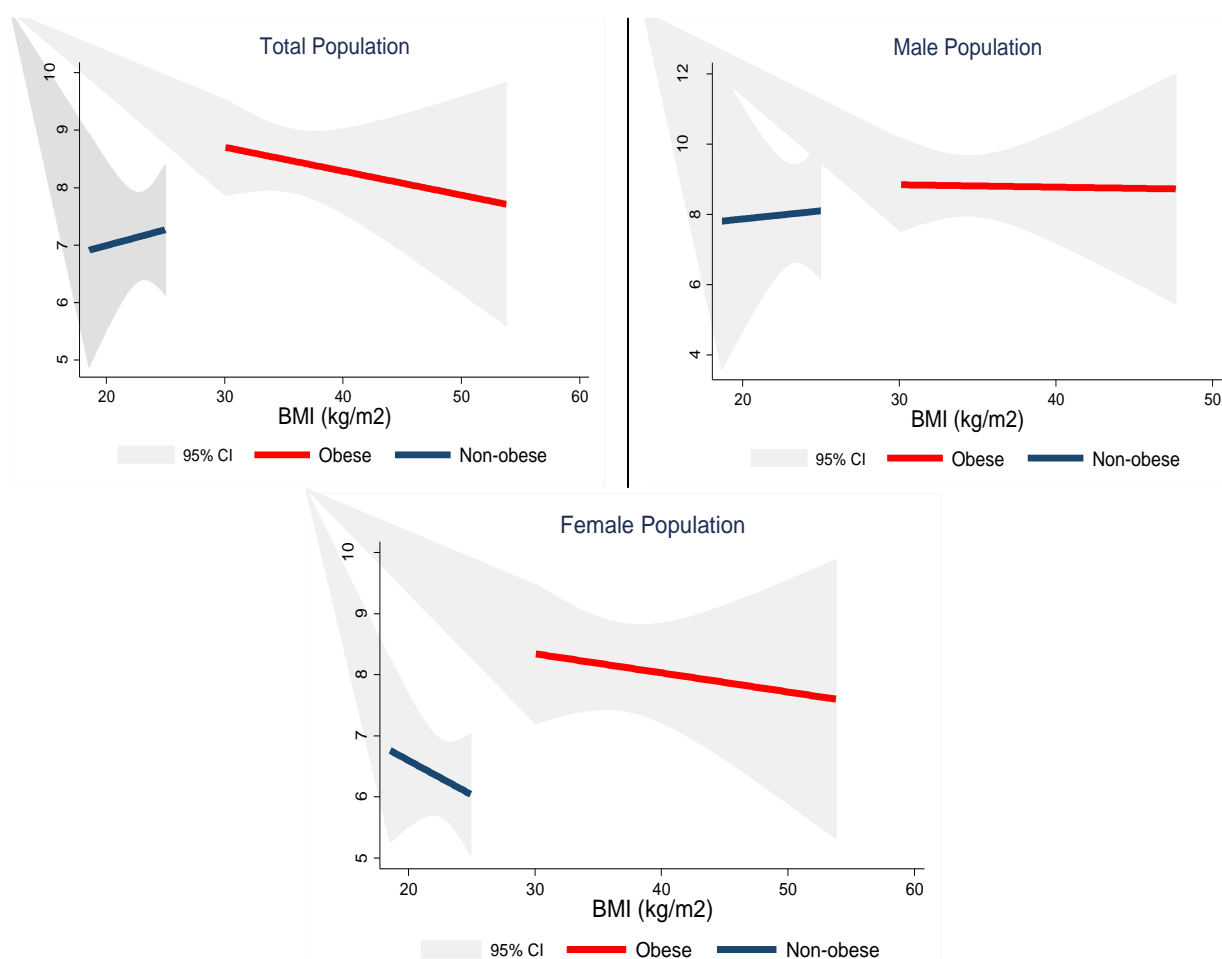 Total Population
10
9
8
7
6
5
20 30 40 50 60
BMI (kg/m2)
95% CI Obese Non-obese
Male Population
12
10
8
6
4
20 30 40 50
BMI (kg/m2)
95% CI Obese Non-obese
Female Population
10
9
8
7
6
5
20 30 40 50 60
BMI (kg/m2)
95% CI Obese Non-obese